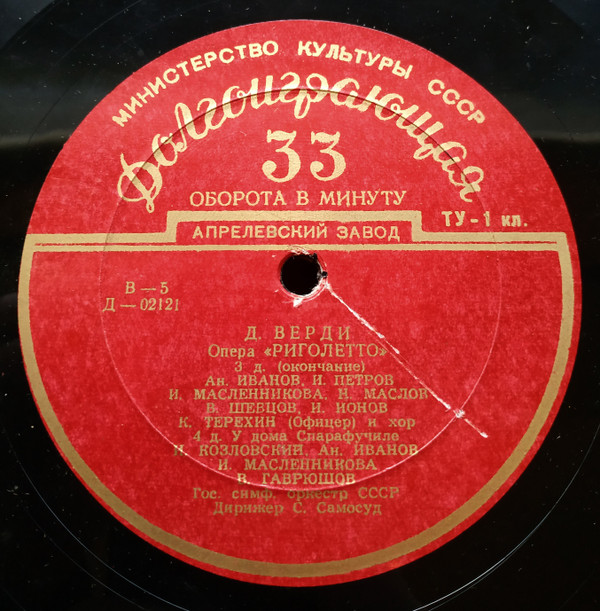 МИНИСТЕРСТВО КУЛЬТУРЫ СССР
Долгоиграющая
33
ОБОРОТА В МИНУТУ
ТУ-1 кл.
АПРЕЛЕВСКИЙ ЗАВОД
В — 5
Д — 02121
Д. ВЕРДИ
Опера «РИГОЛЕТТО»
3 д. (окончание)
Ан. ИВАНОВ, И. ПЕТРОВ
И. МАСЛЕННИКОВА, Н. МАСЛОВ
В. ШЕВЦОВ, И. ИОНОВ
К. ТЕРЕХИН (Офицер) и хор
4 д. У дома Спарафучиле
И. КОЗЛОВСКИЙ, Ан. ИВАНОВ
И. МАСЛЕННИКОВА
В. ГАВРЮШОВ
Гос. симф. оркестр СССР
Дирижер С. Самосуд